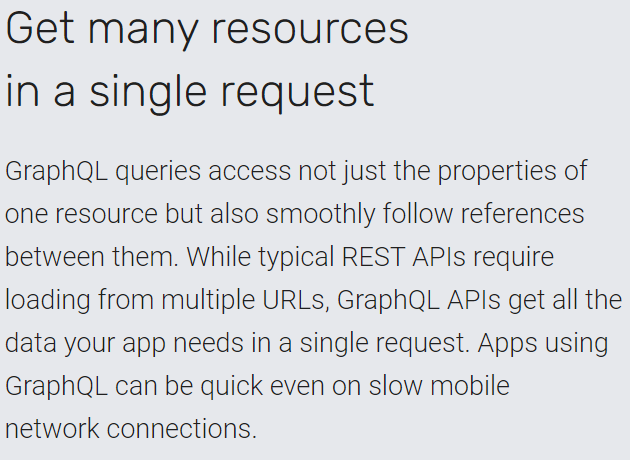 Get many resources
in a single request
GraphQL queries access not just the properties of
one resource but also smoothly follow references
between them. While typical REST APIs require
loading from multiple URLs, GraphQL APIs get all the
data your app needs in a single request. Apps using
GraphQL can be quick even on slow mobile
network connections.